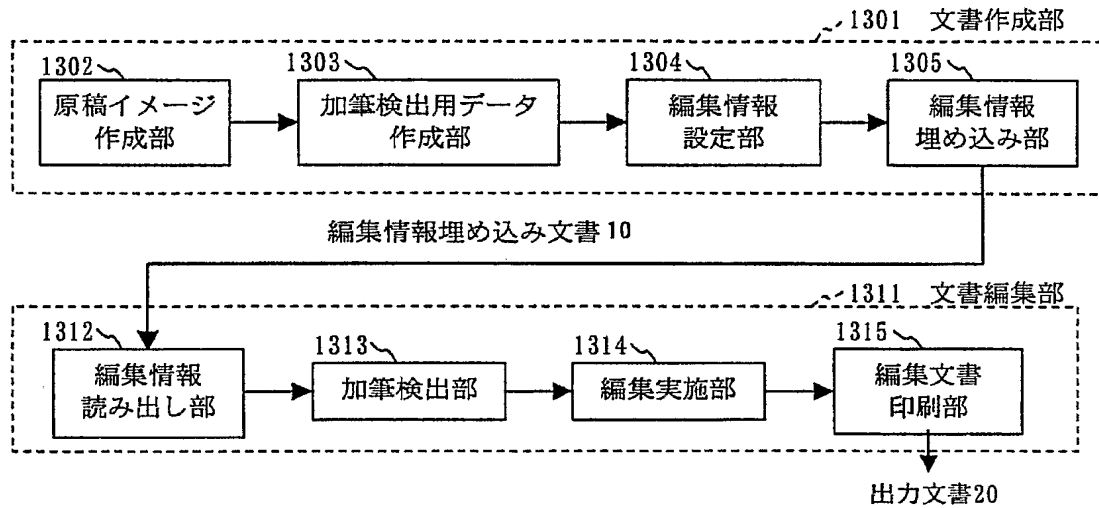 1301 文書作成部
1302
原稿イメージ
作成部
1303
加筆検出用データ
作成部
1304
編集情報
設定部
1305
編集情報
埋め込み部
編集情報埋め込み文書10
1311 文書編集部
1312
編集情報
読み出し部
1313
加筆検出部
1314
編集実施部
1315
編集文書
印刷部
出力文書20